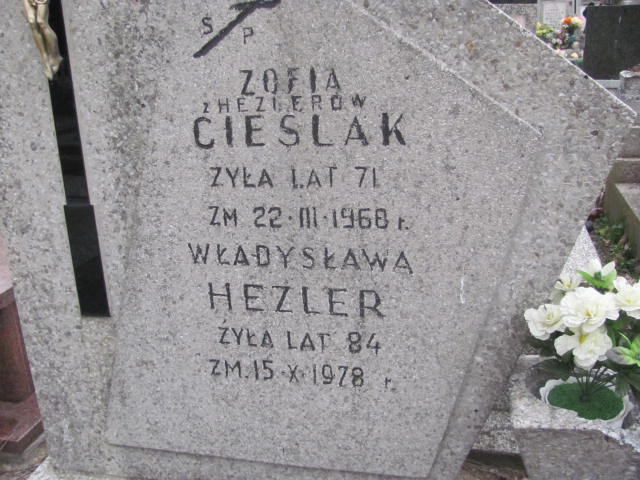 S P
ZOFIA
z HEZLERÓW
CIEŚLAK
ŻYŁA LAT 71
ZM 22·III·1968 r.
WŁADYSŁAWA
HEZLER
ŻYŁA LAT 84
ZM. 15·X·1978 r.